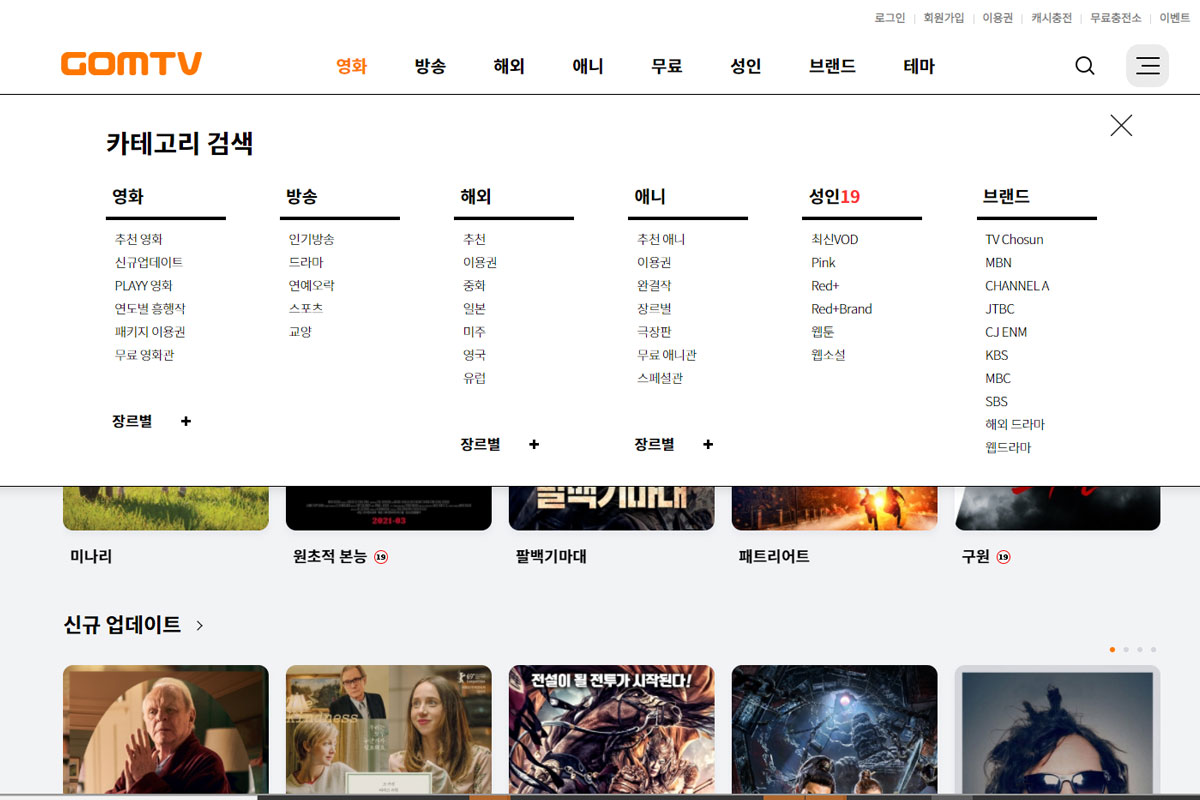 로그인 회원가입 이용권 캐시충전 무료충전소 이벤트
GOMTV 영화 방송 해외 애니 무료 성인 브랜드 테마
카테고리 검색
영화
추천 영화
신규업데이트
PLAYY 영화
연도별 흥행작
패키지 이용권
무료 영화관
장르별 +
방송
인기방송
드라마
연예오락
스포츠
교양
해외
추천
이용권
중화
일본
미주
영국
유럽
장르별 +
애니
추천 애니
이용권
완결작
장르별
극장판
무료 애니관
스페셜관
장르별 +
성인19
최신VOD
Pink
Red+
Red+Brand
웹툰
웹소설
브랜드
TV Chosun
MBN
CHANNEL A
JTBC
CJ ENM
KBS
MBC
SBS
해외 드라마
웹드라마
2021-03
팔백기마대
미나리 원초적 본능 19 팔백기마대 패트리어트 구원 19
신규 업데이트 >
kindness
전설이 될 전투가 시작된다!